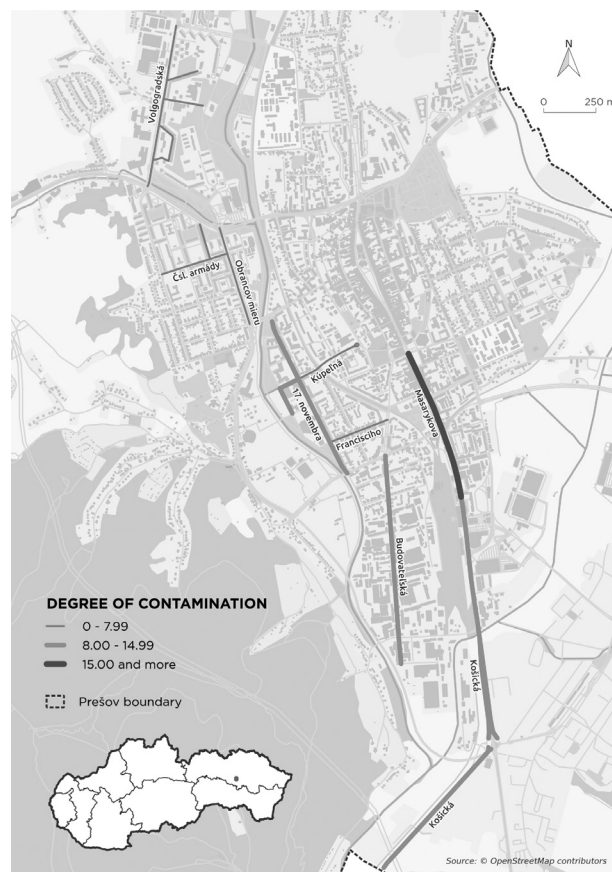 N
0 250 m
Volgogradská
Čsl. armády
Obrancov mieru
Kúpeľná
17. novembra
Masarykova
Francisciho
Budovateľská
DEGREE OF CONTAMINATION
0 - 7.99
8.00 - 14.99
15.00 and more
Prešov boundary
Košická
Košická
Source: © OpenStreetMap contributors